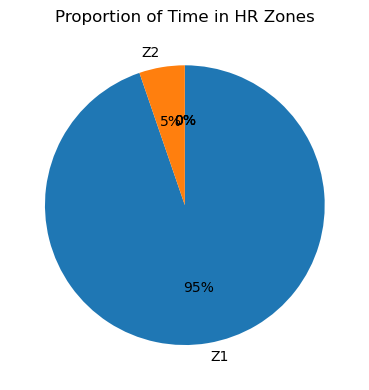 Proportion of Time in HR Zones
Z2
5%
0%
95%
Z1